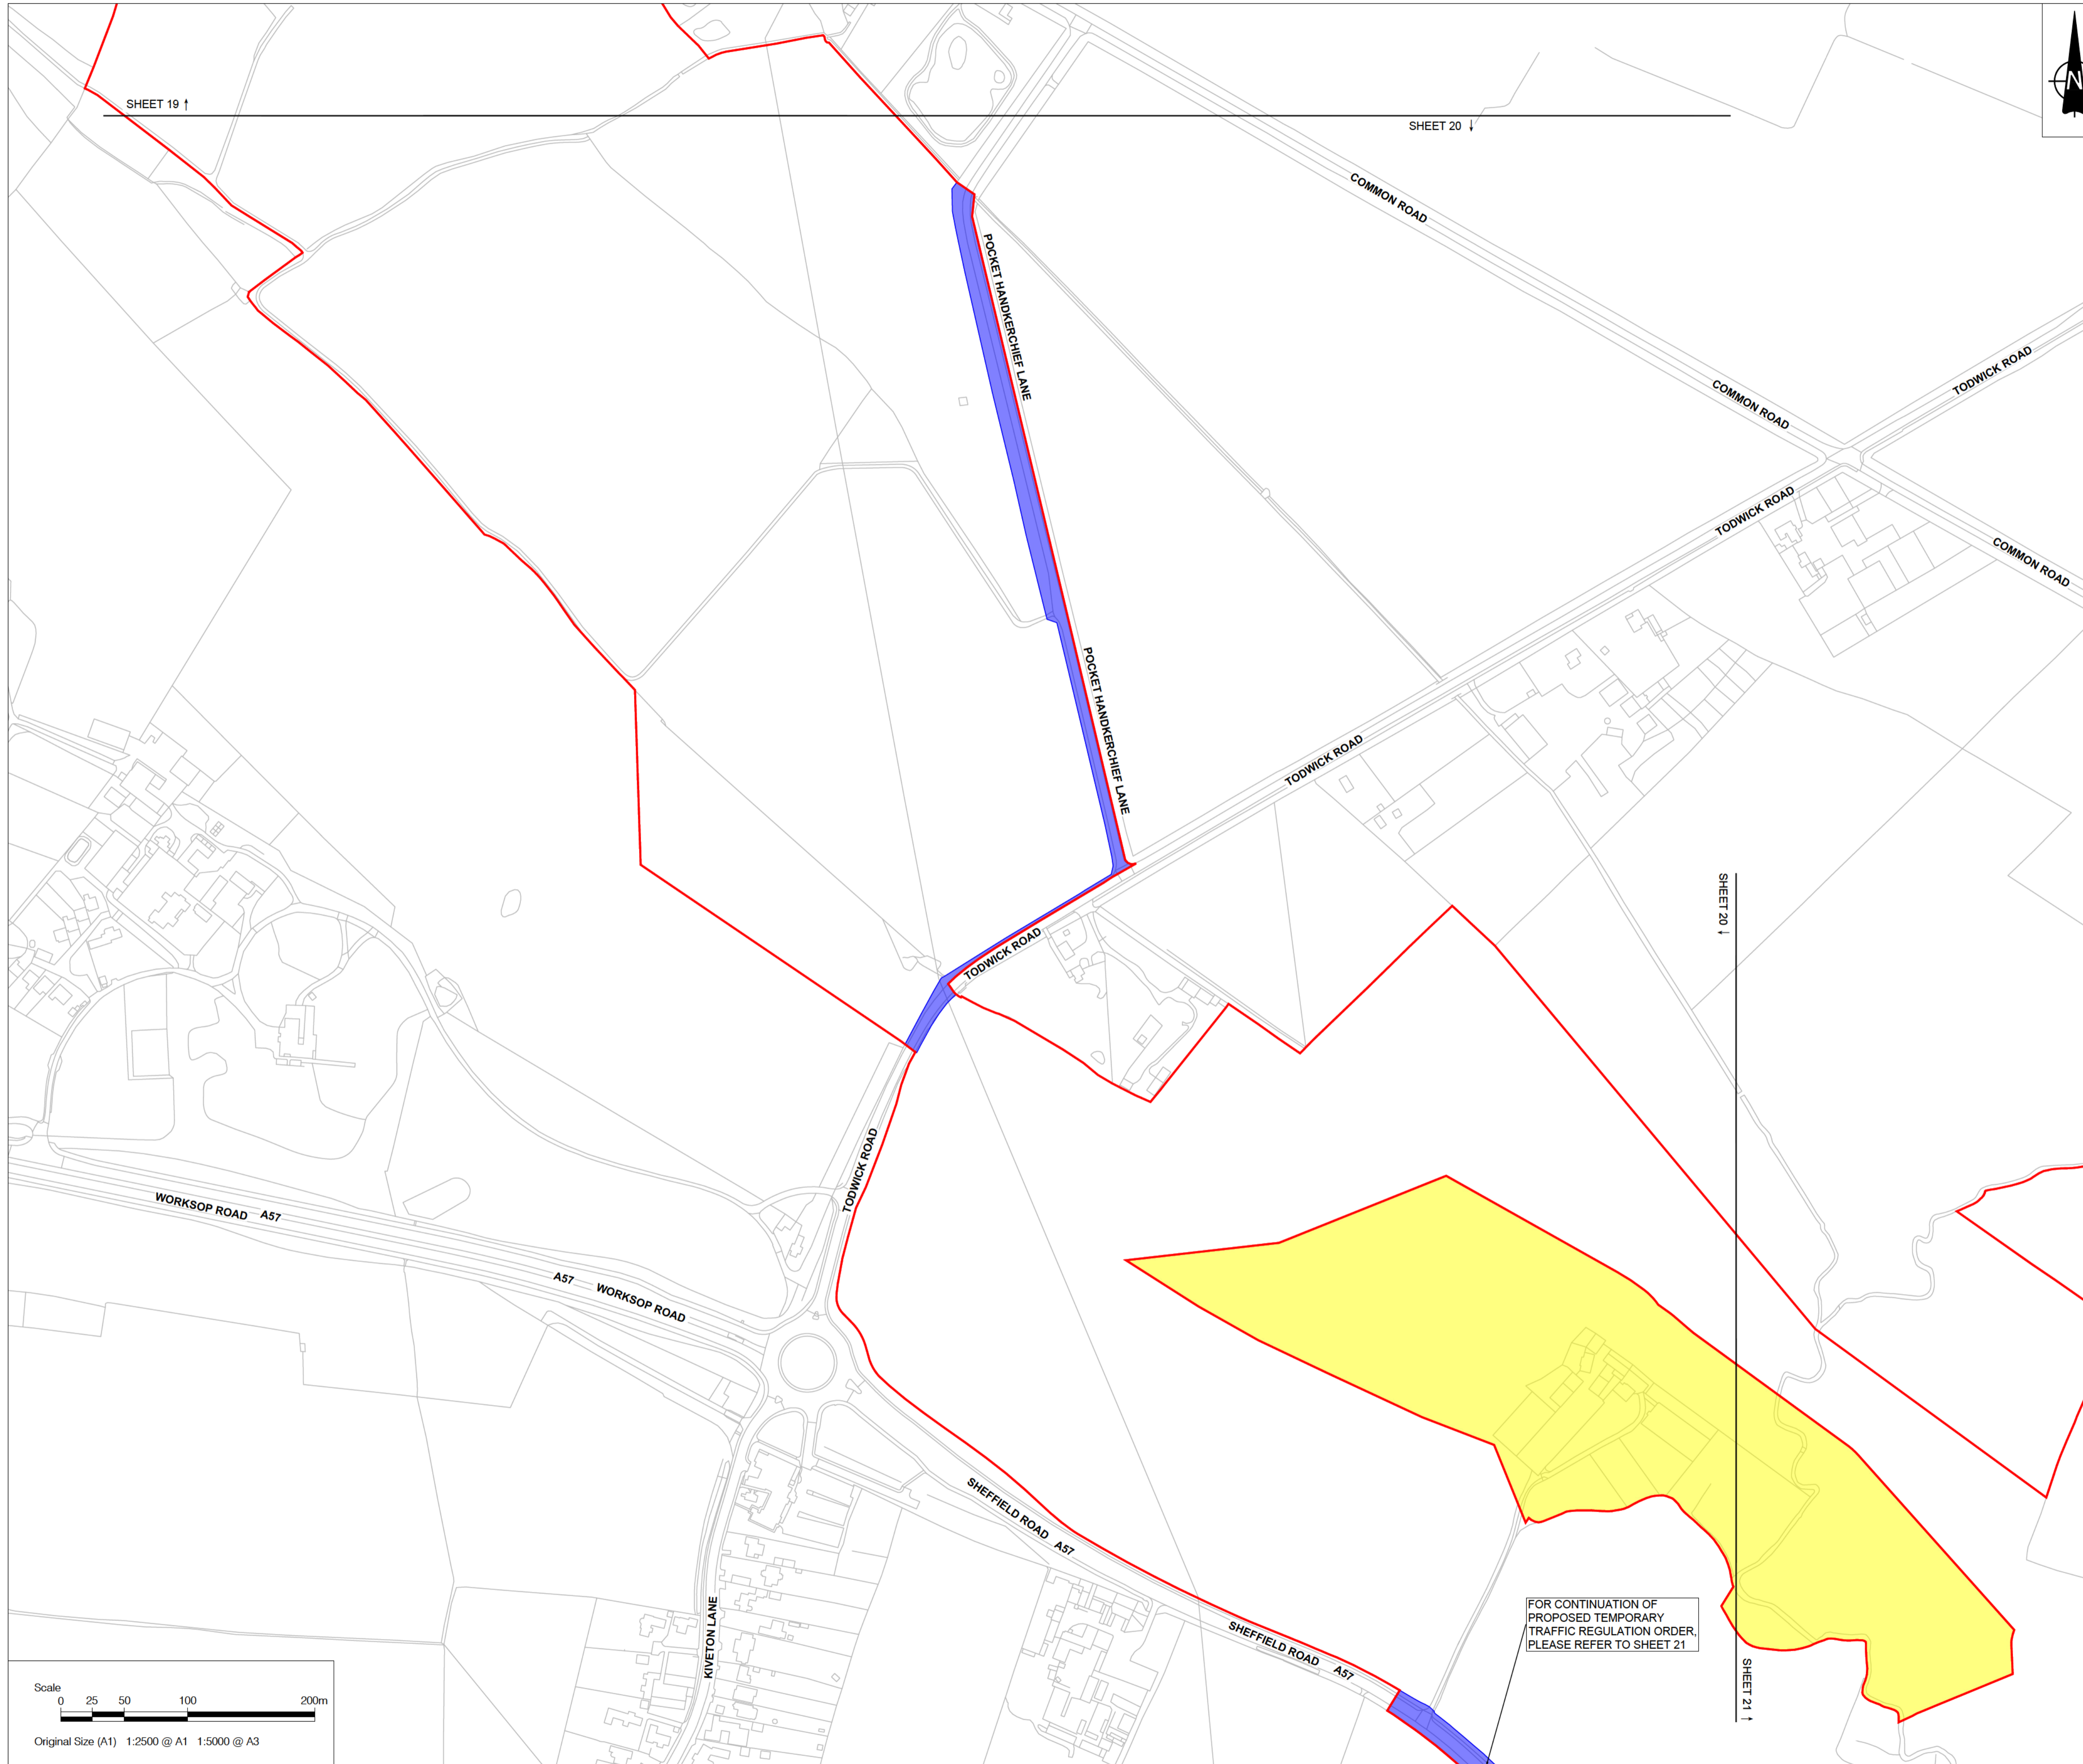 SHEET 19 ↑
SHEET 20 ↓
N
COMMON ROAD
POCKET HANDKERCHIEF LANE
COMMON ROAD
TODWICK ROAD
TODWICK ROAD
COMMON ROAD
POCKET HANDKERCHIEF LANE
TODWICK ROAD
SHEET 20 ←
TODWICK ROAD
TODWICK ROAD
WORKSOP ROAD A57
A57 WORKSOP ROAD
SHEFFIELD ROAD A57
KIVETON LANE
SHEFFIELD ROAD A57
FOR CONTINUATION OF
PROPOSED TEMPORARY
TRAFFIC REGULATION ORDER,
PLEASE REFER TO SHEET 21
SHEET 21 →
Scale
0 25 50 100 200m
Original Size (A1) 1:2500 @ A1 1:5000 @ A3